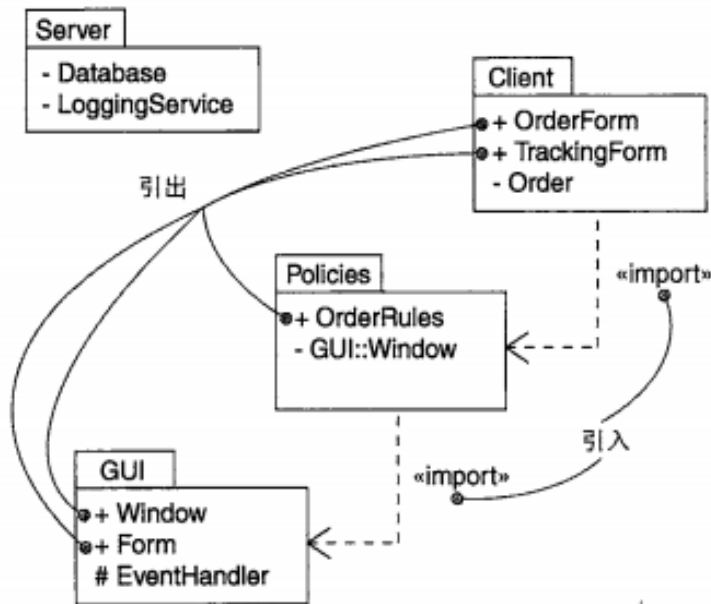 Server
- Database
- LoggingService
Client
+ OrderForm
+ TrackingForm
- Order
引出
Policies
+ OrderRules
- GUI::Window
«import»
引入
«import»
GUI
+ Window
+ Form
# EventHandler